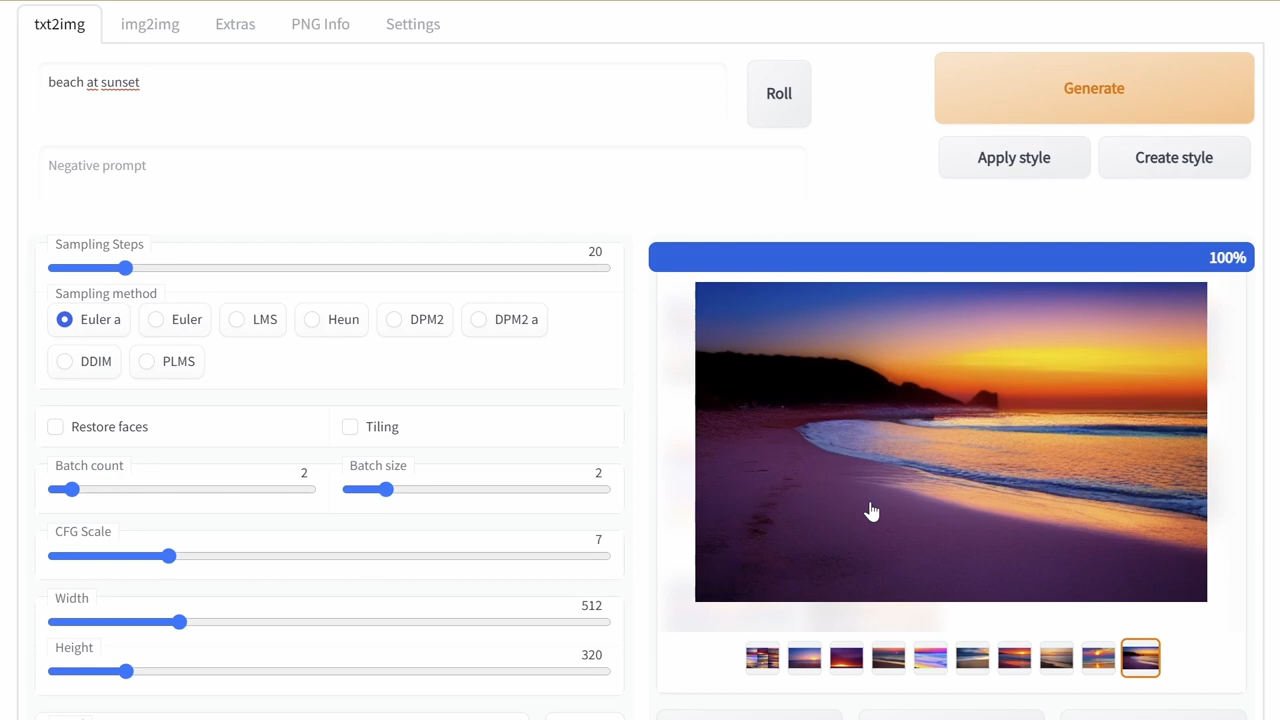 txt2img img2img Extras PNG Info Settings
beach at sunset
Roll
Generate
Negative prompt
Apply style Create style
Sampling Steps
20
100%
Sampling method
Euler a Euler LMS Heun DPM2 DPM2 a
DDIM PLMS
Restore faces Tiling
Batch count 2 Batch size 2
CFG Scale
7
Width
512
Height
320